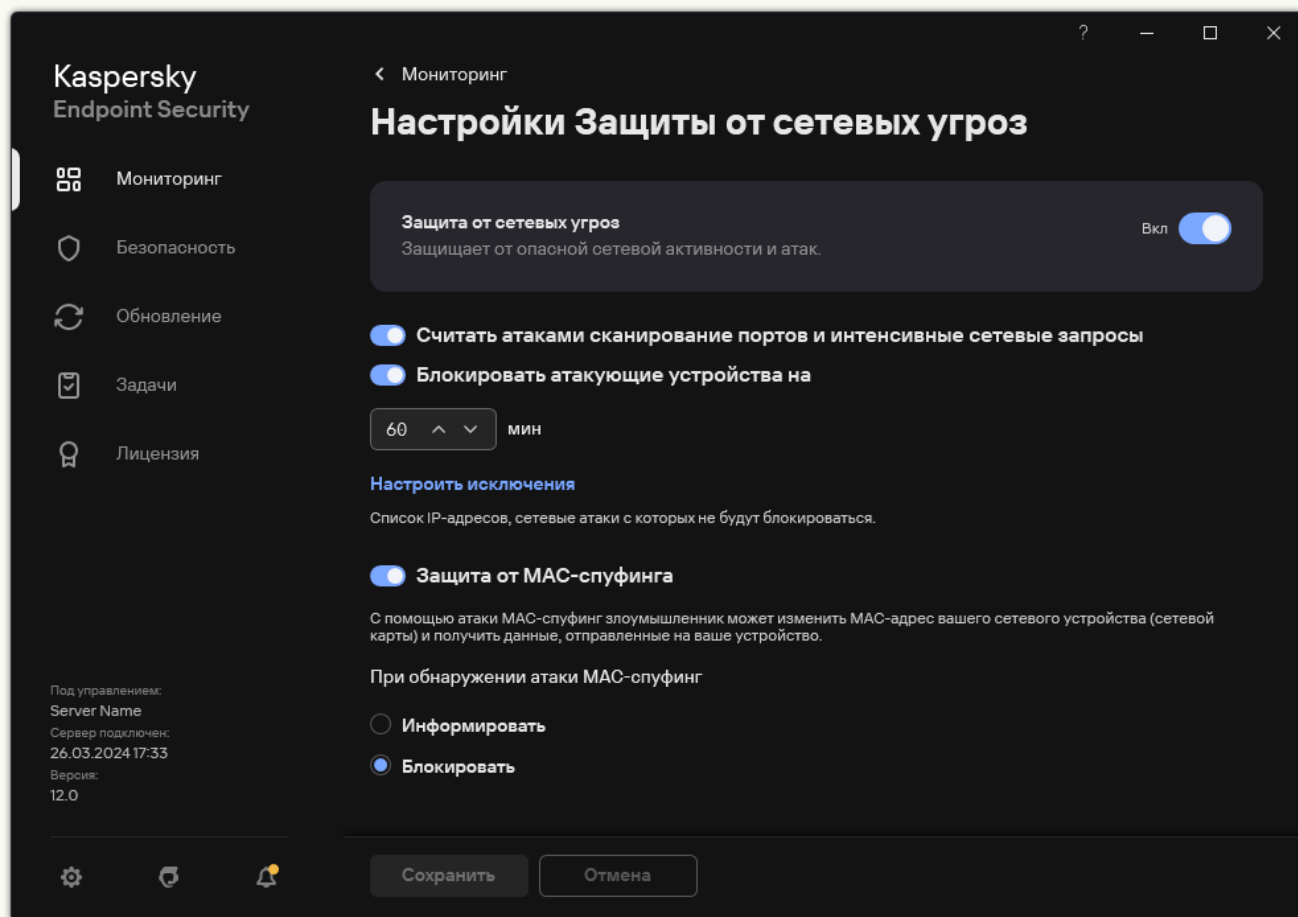 Kaspersky
Endpoint Security
Мониторинг
Безопасность
Обновление
Задачи
Лицензия
Под управлением:
Server Name
Сервер подключен:
26.03.2024 17:33
Версия:
12.0
?
Мониторинг
Настройки Защиты от сетевых угроз
Защита от сетевых угроз
Защищает от опасной сетевой активности и атак.
Вкл
Считать атаками сканирование портов и интенсивные сетевые запросы
Блокировать атакующие устройства на
60 мин
Настроить исключения
Список IP-адресов, сетевые атаки с которых не будут блокироваться.
Защита от MAC-спуфинга
С помощью атаки MAC-спуфинг злоумышленник может изменить MAC-адрес вашего сетевого устройства (сетевой
карты) и получить данные, отправленные на ваше устройство.
При обнаружении атаки MAC-спуфинг
Информировать
Блокировать
Сохранить
Отмена